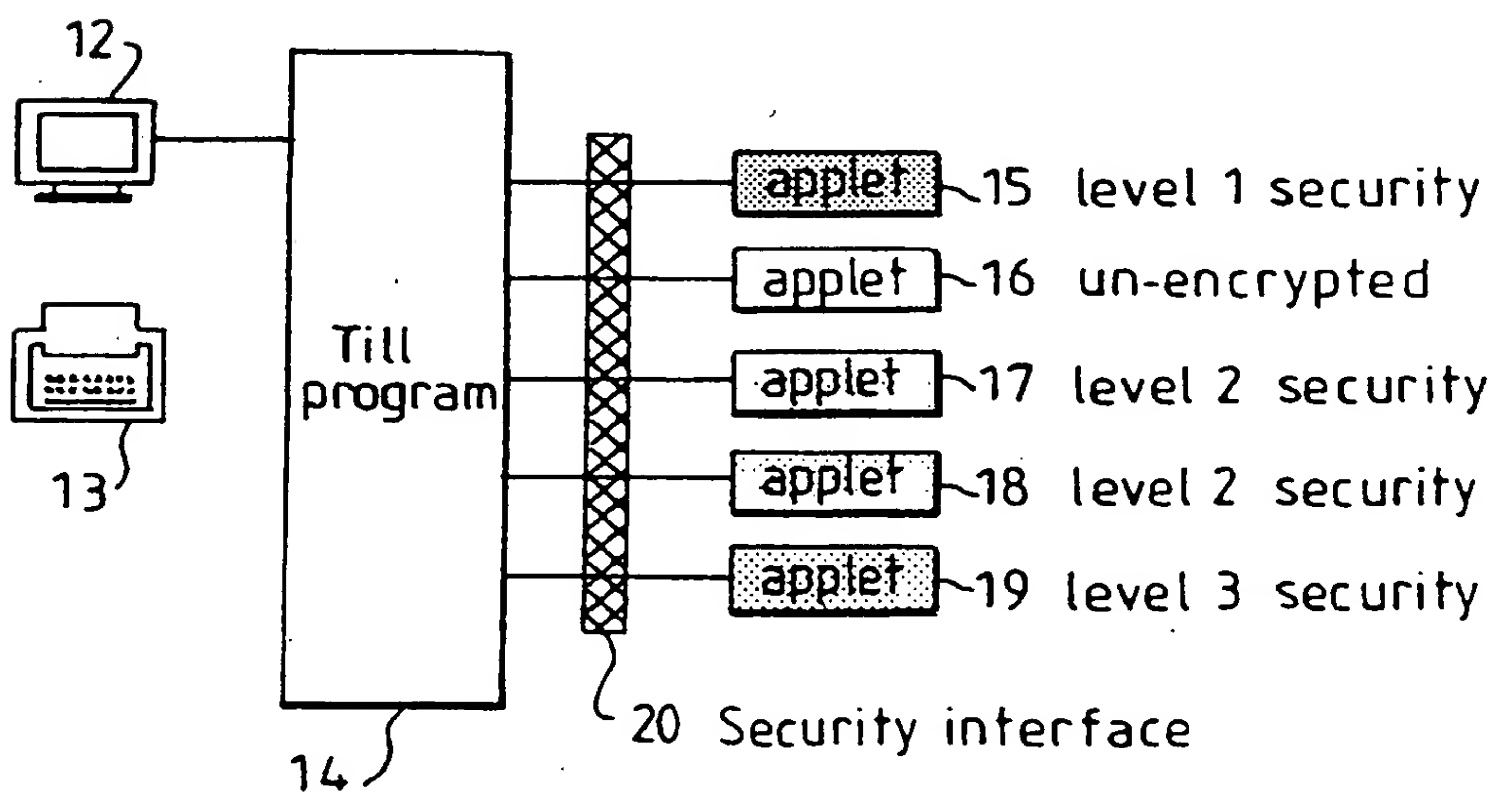 12
applet 15 level 1 security
applet 16 un-encrypted
Till
program
applet 17 level 2 security
13
applet 18 level 2 security
applet 19 level 3 security
20 Security interface
14